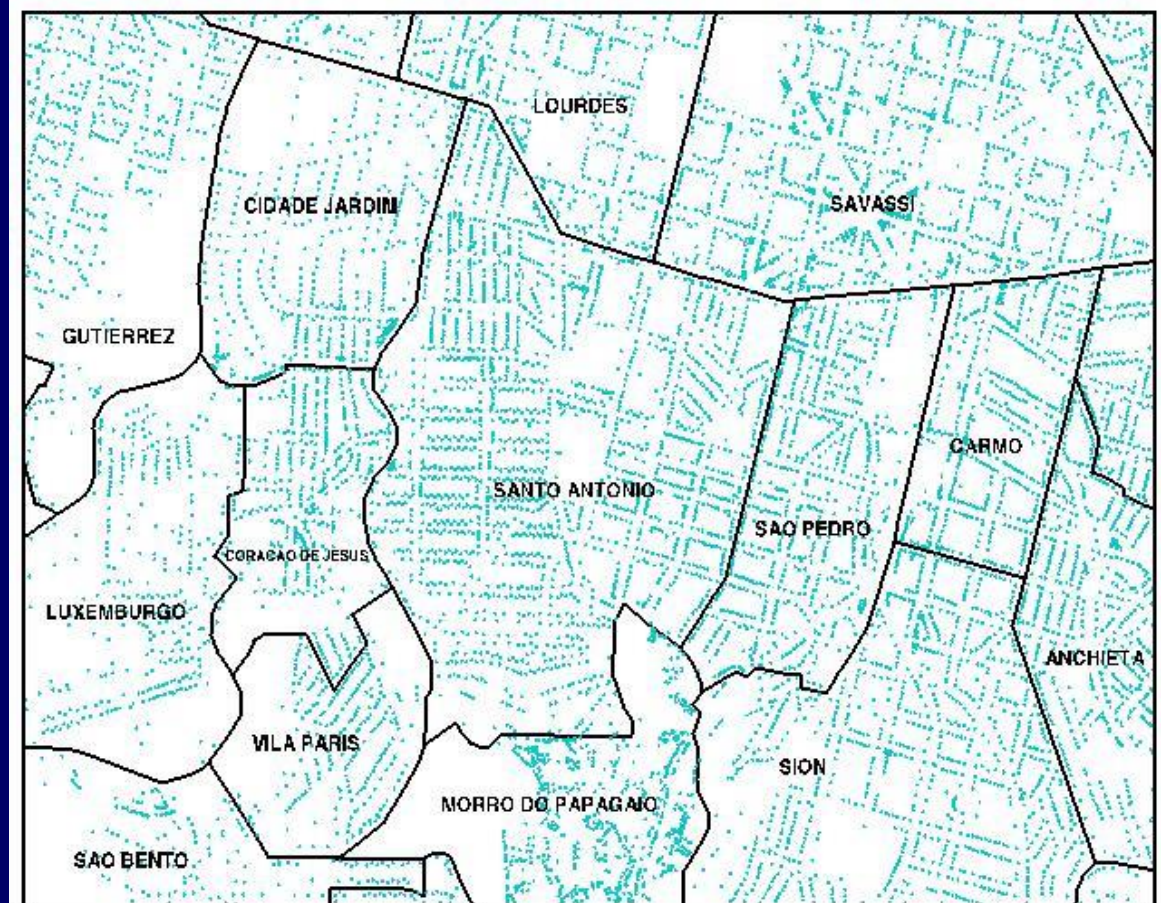 LOURDES
CIDADE JARDIM
SAVASSI
GUTIERREZ
CARMO
SANTO ANTONIO
SAO PEDRO
CORACAO DE JESUS
LUXEMBURGO
ANCHIETA
VILA PARIS
SION
MORRO DO PAPAGAIO
SAO BENTO